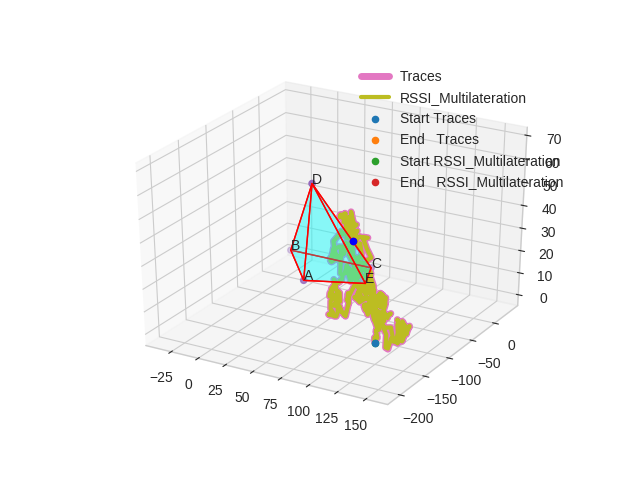 Traces
RSSI_Multilateration
Start Traces
End Traces
Start RSSI_Multilateration
End RSSI_Multilateration
D
B
C
A
E
70
60
50
40
30
20
10
0
−25
0
25
50
75
100
125
150
0
−50
−100
−150
−200